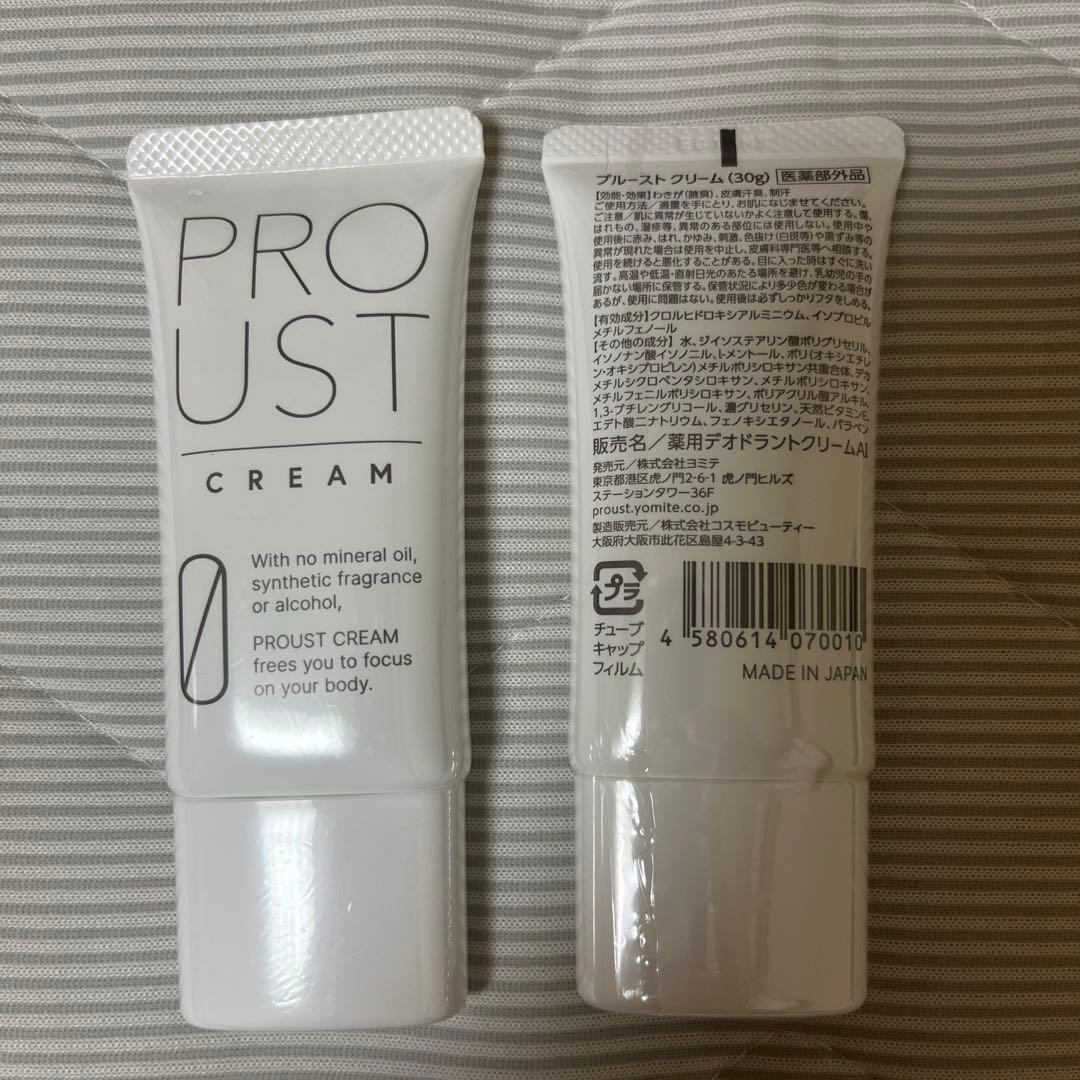 PRO
UST
CREAM
0
With no mineral oil,
synthetic fragrance
or alcohol,
PROUST CREAM
frees you to focus
on your body.
プルースト クリーム (30g) 医薬部外品
【効能・効果】わきが(腋臭)、皮膚汗臭、制汗
ご使用方法/適量を手にとり、お肌になじませてください。
ご注意/肌に異常が生じていないかよく注意して使用する。傷、
はれもの、湿疹等、異常のある部位には使用しない。使用中や
使用後に赤み、はれ、かゆみ、刺激、色抜け(白斑等)や黒ずみ等の
異常が現れた場合は使用を中止し、皮膚科専門医等へ相談する。
使用を続けると悪化することがある。目に入った時はすぐに洗い
流す。高温や低温・直射日光のあたる場所を避け、乳幼児の手の
届かない場所に保管する。保管状況により多少色が変わる場合が
あるが、使用に問題はない。使用後は必ずしっかりフタをしめる。
【有効成分】クロルヒドロキシアルミニウム、イソプロピル
メチルフェノール
【その他の成分】水、ジイソステアリン酸ポリグリセリル、
イソノナン酸イソノニル、l-メントール、ポリ(オキシエチレ
ン・オキシプロピレン)メチルポリシロキサン共重合体、デカ
メチルシクロペンタシロキサン、メチルポリシロキサン、
メチルフェニルポリシロキサン、ポリアクリル酸アルキル、
1,3-ブチレングリコール、濃グリセリン、天然ビタミンE、
エデト酸二ナトリウム、フェノキシエタノール、パラベン
販売名/薬用デオドラントクリームAI
発売元/株式会社ヨミテ
東京都港区虎ノ門2-6-1 虎ノ門ヒルズ
ステーションタワー36F
proust.yomite.co.jp
製造販売元/株式会社コスモビューティー
大阪府大阪市此花区島屋4-3-43
プラ
チューブ
キャップ
フィルム
4 580614 070010
MADE IN JAPAN